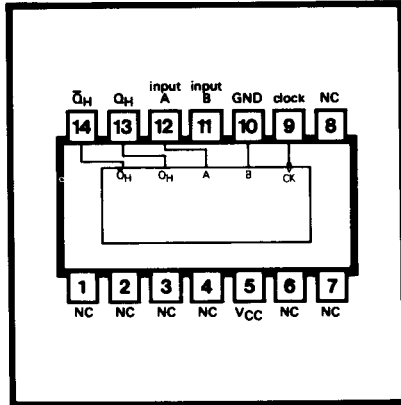 Q̅H QH input A input B GND clock NC
14 13 12 11 10 9 8
Q̅H QH A B CK
1 2 3 4 5 6 7
NC NC NC NC VCC NC NC